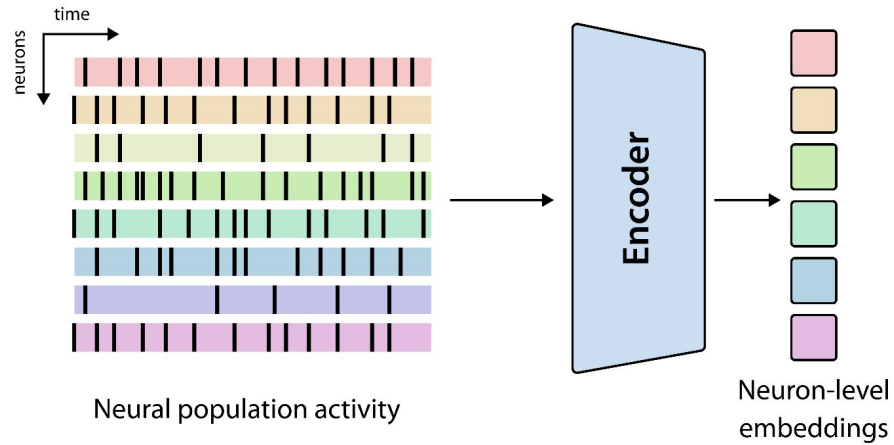 time
neurons
Encoder
Neural population activity
Neuron-level
embeddings